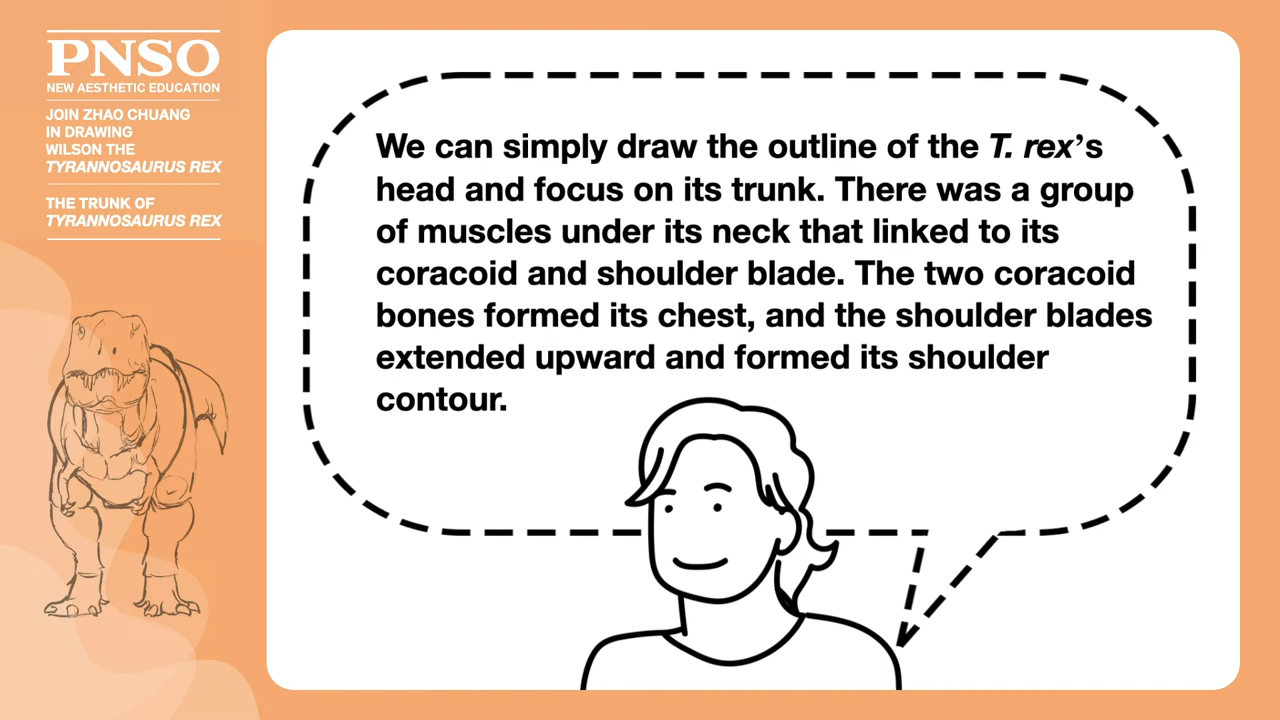 PNSO
NEW AESTHETIC EDUCATION
JOIN ZHAO CHUANG
IN DRAWING
WILSON THE
TYRANNOSAURUS REX
THE TRUNK OF
TYRANNOSAURUS REX
We can simply draw the outline of the T. rex's
head and focus on its trunk. There was a group
of muscles under its neck that linked to its
coracoid and shoulder blade. The two coracoid
bones formed its chest, and the shoulder blades
extended upward and formed its shoulder
contour.